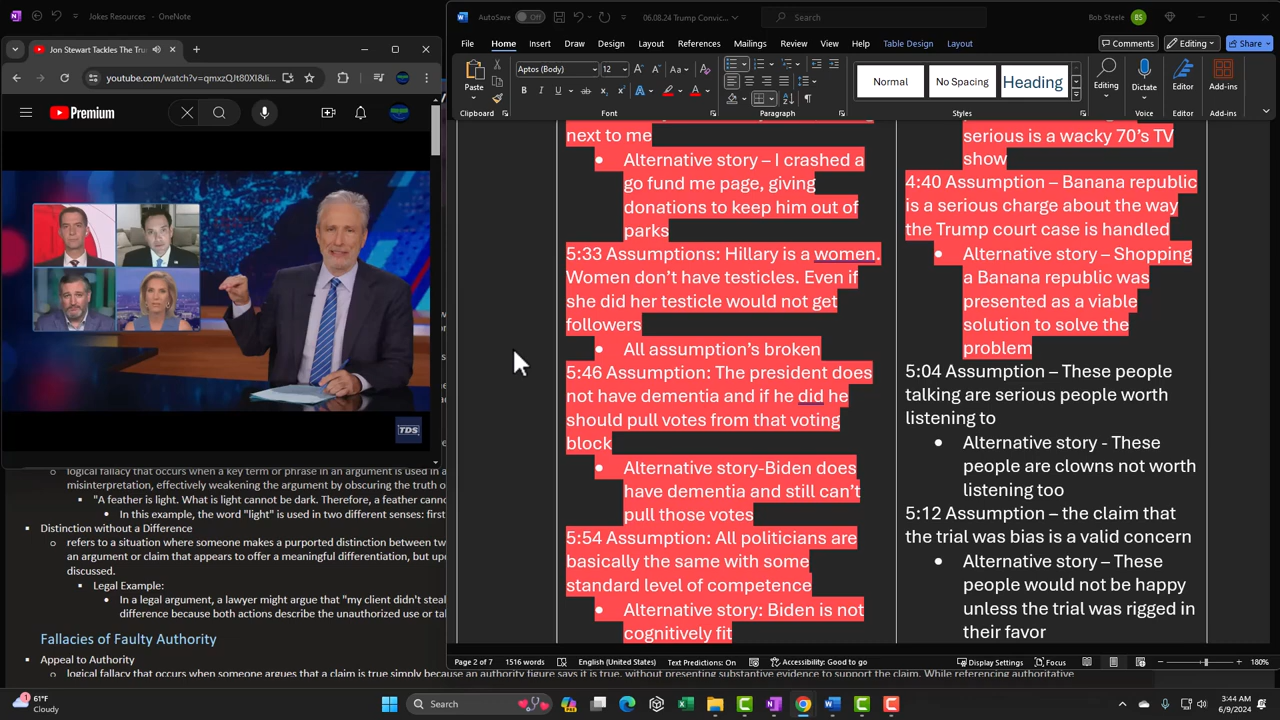 Jokes Resources - OneNote
Jon Stewart Tackles The Tru
youtube.com/watch?v=qmxzQJt80XI&li...
Premium
TDS
AutoSave
Off
06.08.24 Trump Convic...
Search
Bob Steele
BS
File
Home
Insert
Draw
Design
Layout
References
Mailings
Review
View
Help
Table Design
Layout
Comments
Editing
Share
Paste
Clipboard
Aptos (Body)
12
Font
Paragraph
Normal
No Spacing
Heading
Styles
Editing
Dictate
Editor
Editor
Add-ins
Add-ins
next to me
Alternative story – I crashed a
go fund me page, giving
donations to keep him out of
parks
5:33 Assumptions: Hillary is a women.
Women don't have testicles. Even if
she did her testicle would not get
followers
All assumption's broken
5:46 Assumption: The president does
not have dementia and if he did he
should pull votes from that voting
block
Alternative story-Biden does
have dementia and still can't
pull those votes
5:54 Assumption: All politicians are
basically the same with some
standard level of competence
Alternative story: Biden is not
cognitively fit
serious is a wacky 70's TV
show
4:40 Assumption – Banana republic
is a serious charge about the way
the Trump court case is handled
Alternative story – Shopping
a Banana republic was
presented as a viable
solution to solve the
problem
5:04 Assumption – These people
talking are serious people worth
listening to
Alternative story - These
people are clowns not worth
listening too
5:12 Assumption – the claim that
the trial was bias is a valid concern
Alternative story – These
people would not be happy
unless the trial was rigged in
their favor
logical fallacy that occurs when a key term or phrase in an argument is
misinterpretation, effectively weakening the argument by obscuring the truth o
"A feather is light. What is light cannot be dark. Therefore, a feather cannot
In this example, the word "light" is used in two different senses: first
Distinction without a Difference
refers to a situation where someone makes a purported distinction between tw
an argument or claim that appears to offer a meaningful differentiation, but un
discussed.
Legal Example:
In a legal argument, a lawyer might argue that "my client didn't steal
difference because both actions describe the unauthorized use or tak
Fallacies of Faulty Authority
Appeal to Authority
logical fallacy that occurs when someone argues that a claim is true simply because an authority figure says it is true, without presenting substantive evidence to support the claim. While referencing authoritative
Page 2 of 7
1516 words
English (United States)
Text Predictions: On
Accessibility: Good to go
Display Settings
Focus
180%
61°F
Cloudy
Search
3:44 AM
6/9/2024